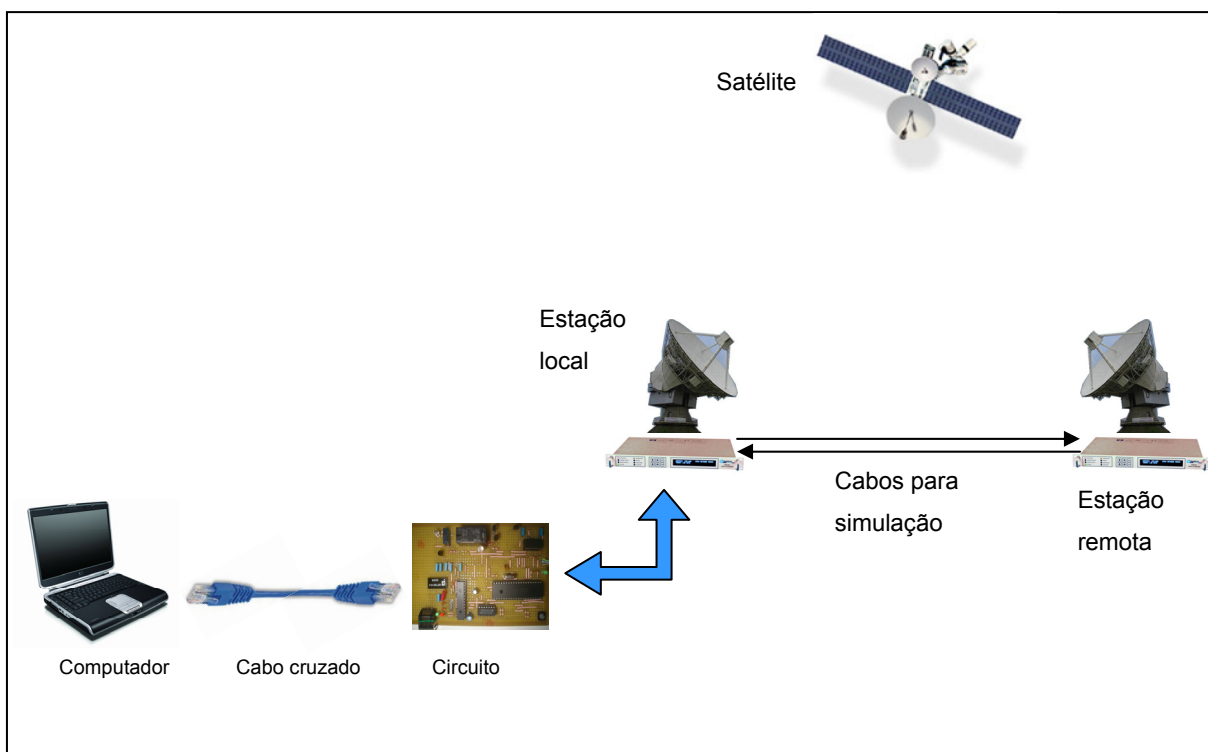 Satélite
Estação
local
Cabos para
simulação
Estação
remota
Computador
Cabo cruzado
Circuito